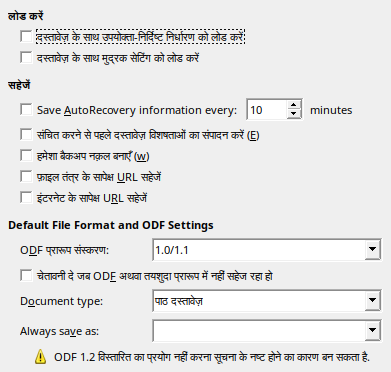 लोड करें
दस्तावेज़ के साथ उपयोक्ता-निर्दिष्ट निर्धारण को लोड करें
दस्तावेज़ के साथ मुद्रक सेटिंग को लोड करें
सहेजें
Save AutoRecovery information every: 10 minutes
संचित करने से पहले दस्तावेज़ विशषताओं का संपादन करें (E)
हमेशा बैकअप नक़ल बनाएँ (w)
फ़ाइल तंत्र के सापेक्ष URL सहेजें
इंटरनेट के सापेक्ष URL सहेजें
Default File Format and ODF Settings
ODF प्रारूप संस्करण: 1.0/1.1
चेतावनी दे जब ODF अथवा तयशुदा प्रारूप में नहीं सहेज रहा हो
Document type: पाठ दस्तावेज़
Always save as:
ODF 1.2 विस्तारित का प्रयोग नहीं करना सूचना के नष्ट होने का कारण बन सकता है.